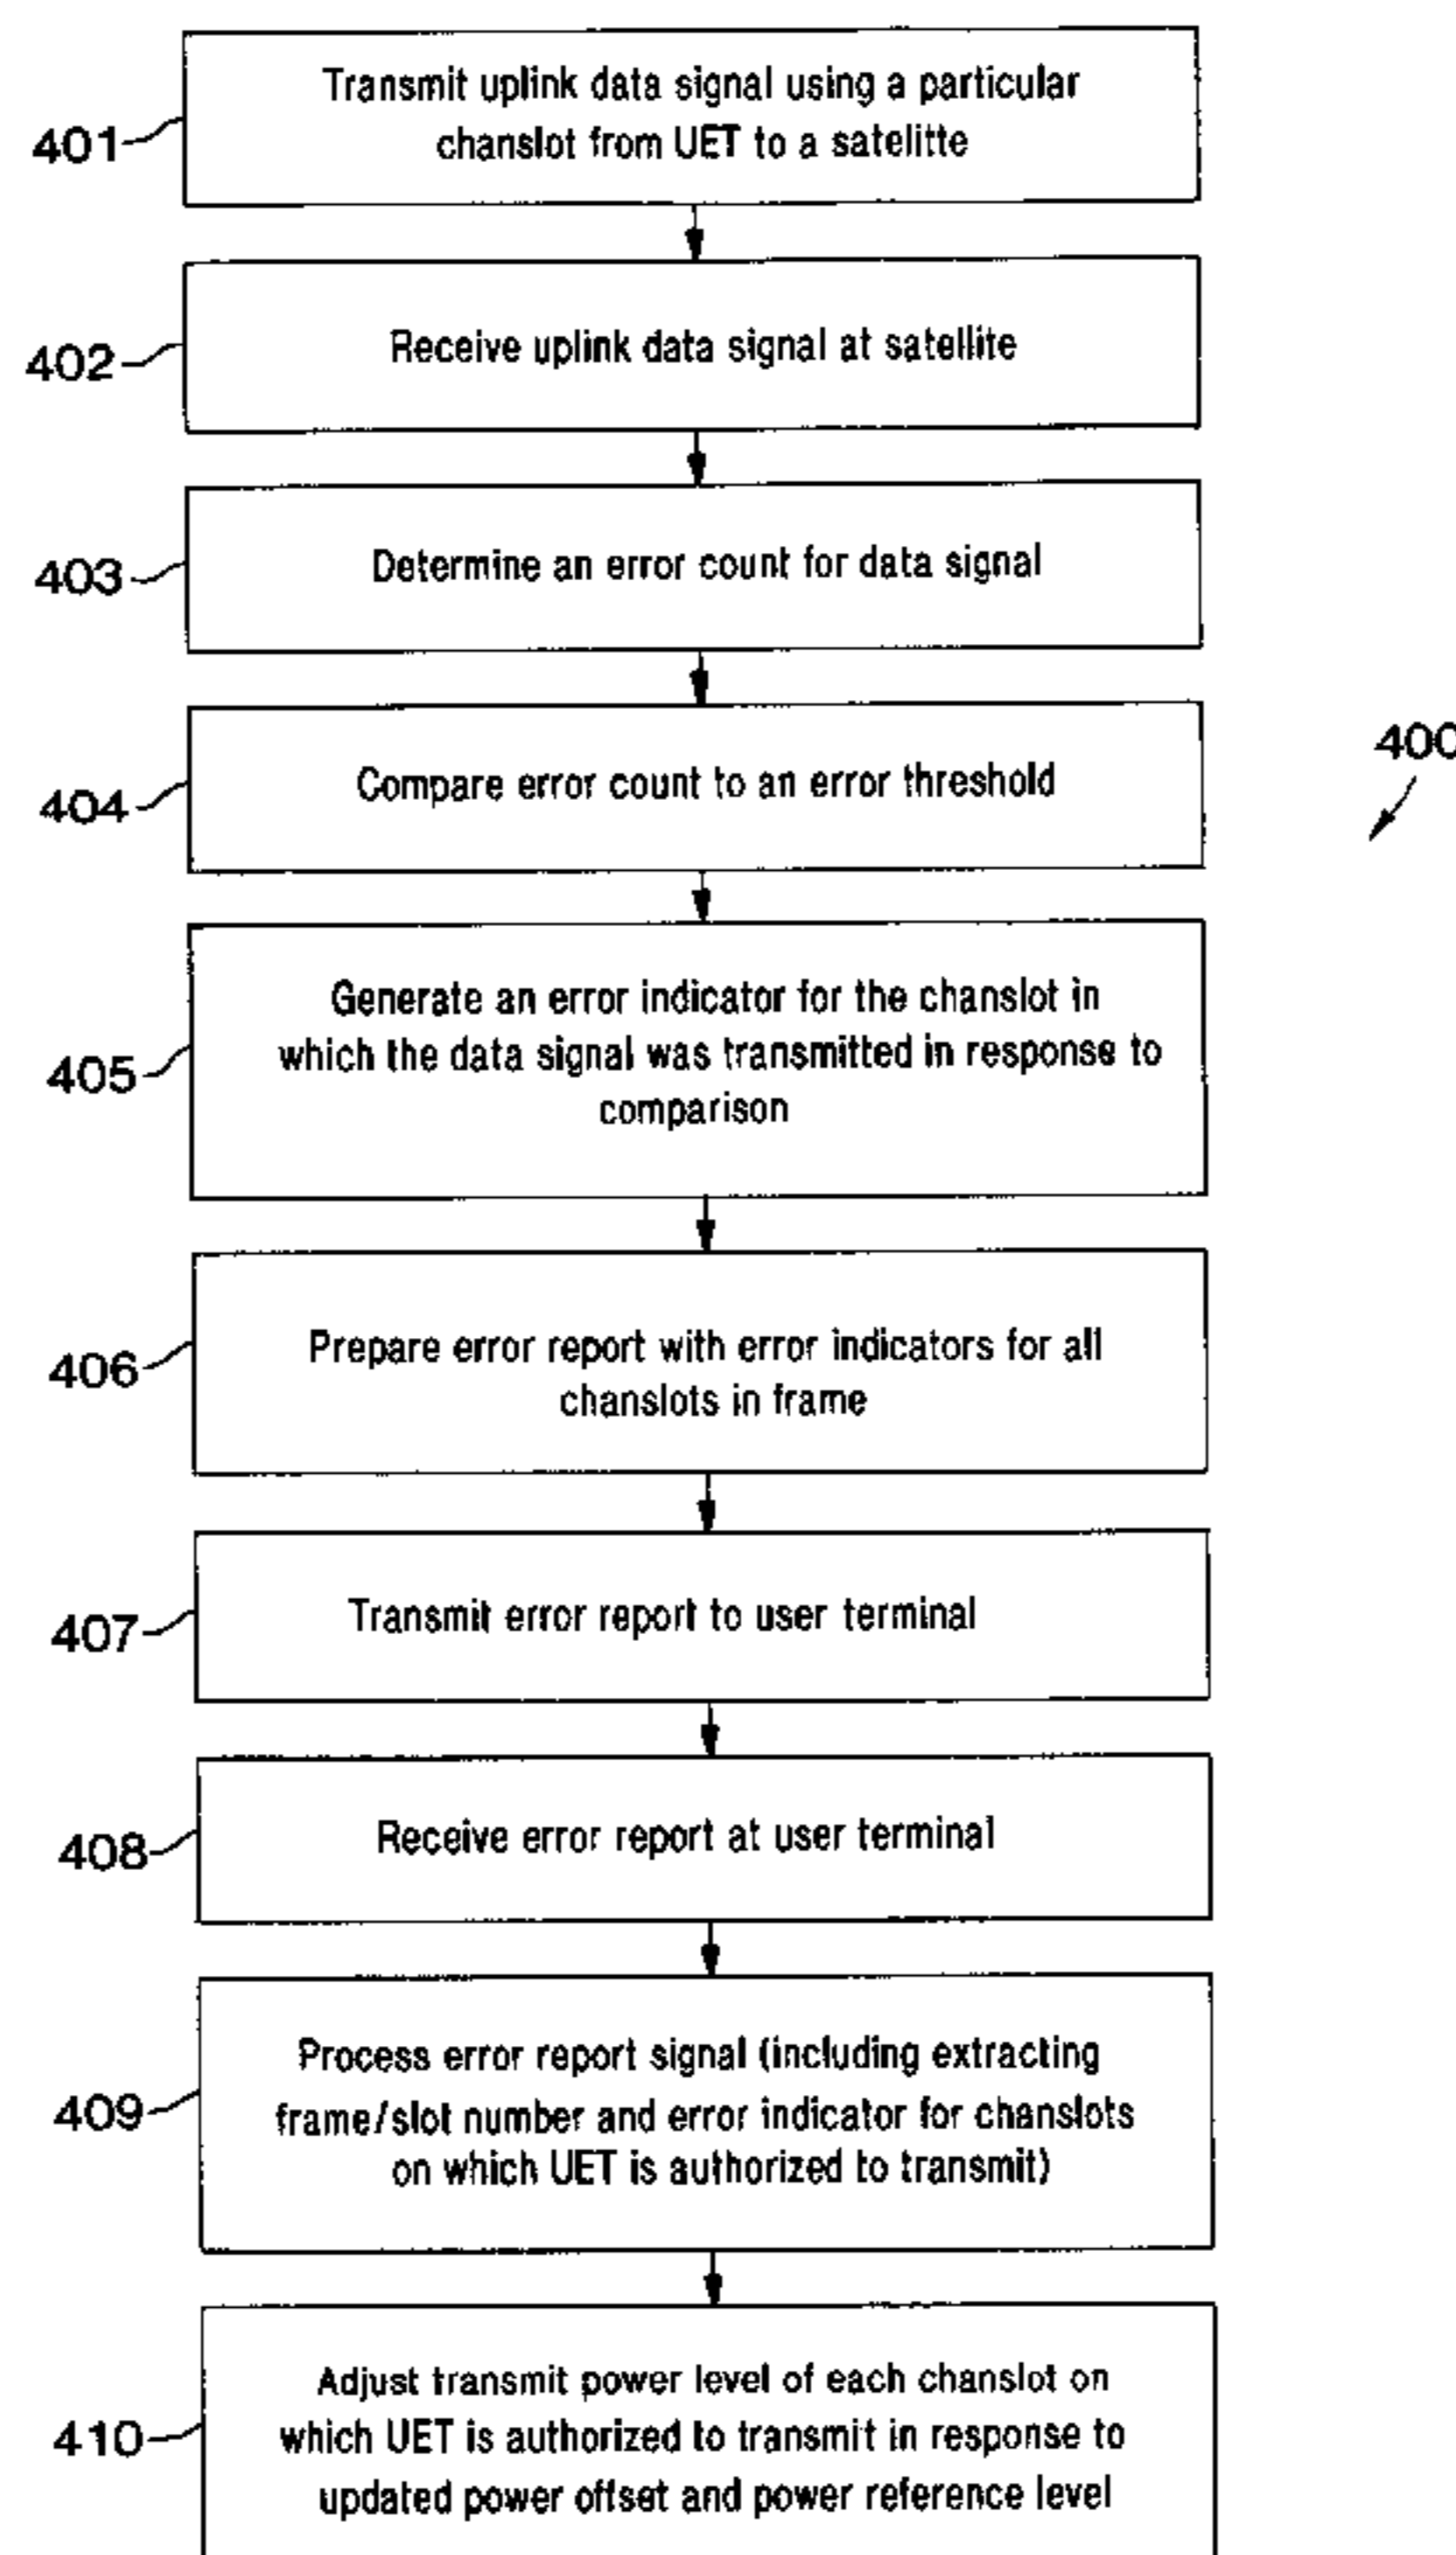 Transmit uplink data signal using a particular
chanslot from UET to a satelitte
401
Receive uplink data signal at satellite
402
Determine an error count for data signal
403
Compare error count to an error threshold
404
400
Generate an error indicator for the chanslot in
which the data signal was transmitted in response to
comparison
405
Prepare error report with error indicators for all
chanslots in frame
406
Transmit error report to user terminal
407
Receive error report at user terminal
408
Process error report signal (including extracting
frame/slot number and error indicator for chanslots
on which UET is authorized to transmit)
409
Adjust transmit power level of each chanslot on
which UET is authorized to transmit in response to
updated power offset and power reference level
410